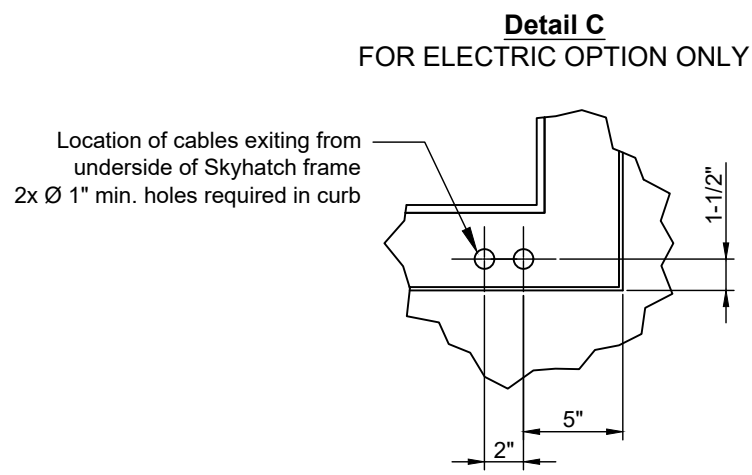 Detail C
FOR ELECTRIC OPTION ONLY
Location of cables exiting from
underside of Skyhatch frame
2x Ø 1" min. holes required in curb
1-1/2"
5"
2"